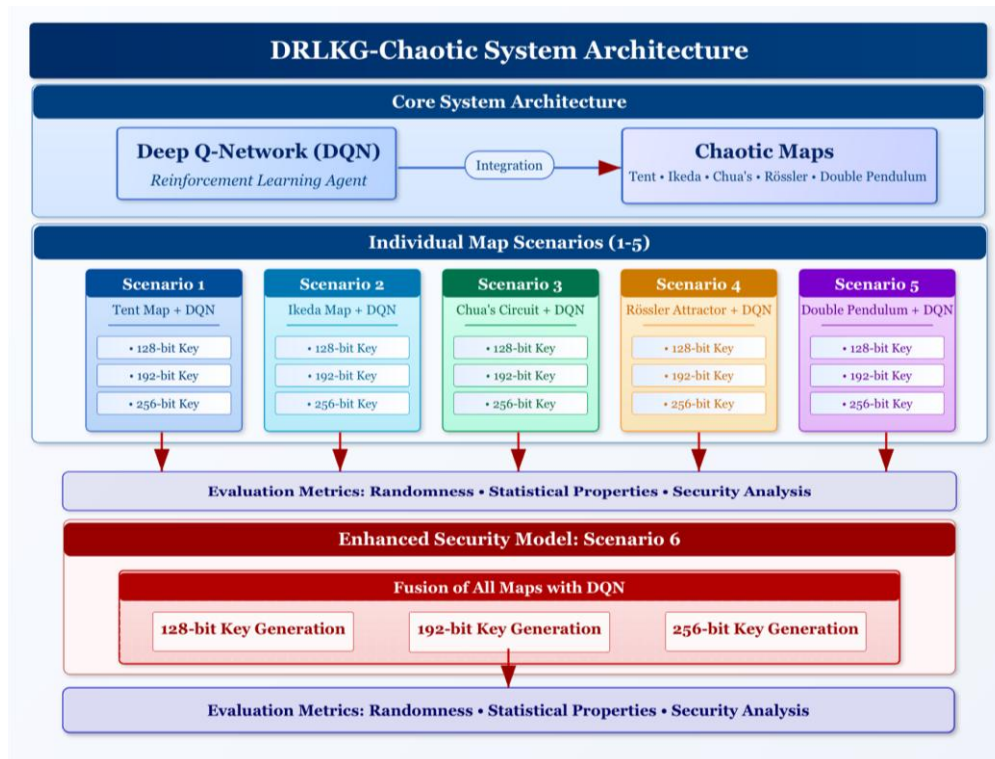 DRLKG-Chaotic System Architecture
Core System Architecture
Deep Q-Network (DQN)
Reinforcement Learning Agent
Integration
Chaotic Maps
Tent • Ikeda • Chua's • Rössler • Double Pendulum
Individual Map Scenarios (1-5)
Scenario 1
Tent Map + DQN
• 128-bit Key
• 192-bit Key
• 256-bit Key
Scenario 2
Ikeda Map + DQN
• 128-bit Key
• 192-bit Key
• 256-bit Key
Scenario 3
Chua's Circuit + DQN
• 128-bit Key
• 192-bit Key
• 256-bit Key
Scenario 4
Rössler Attractor + DQN
• 128-bit Key
• 192-bit Key
• 256-bit Key
Scenario 5
Double Pendulum + DQN
• 128-bit Key
• 192-bit Key
• 256-bit Key
Evaluation Metrics: Randomness • Statistical Properties • Security Analysis
Enhanced Security Model: Scenario 6
Fusion of All Maps with DQN
128-bit Key Generation
192-bit Key Generation
256-bit Key Generation
Evaluation Metrics: Randomness • Statistical Properties • Security Analysis